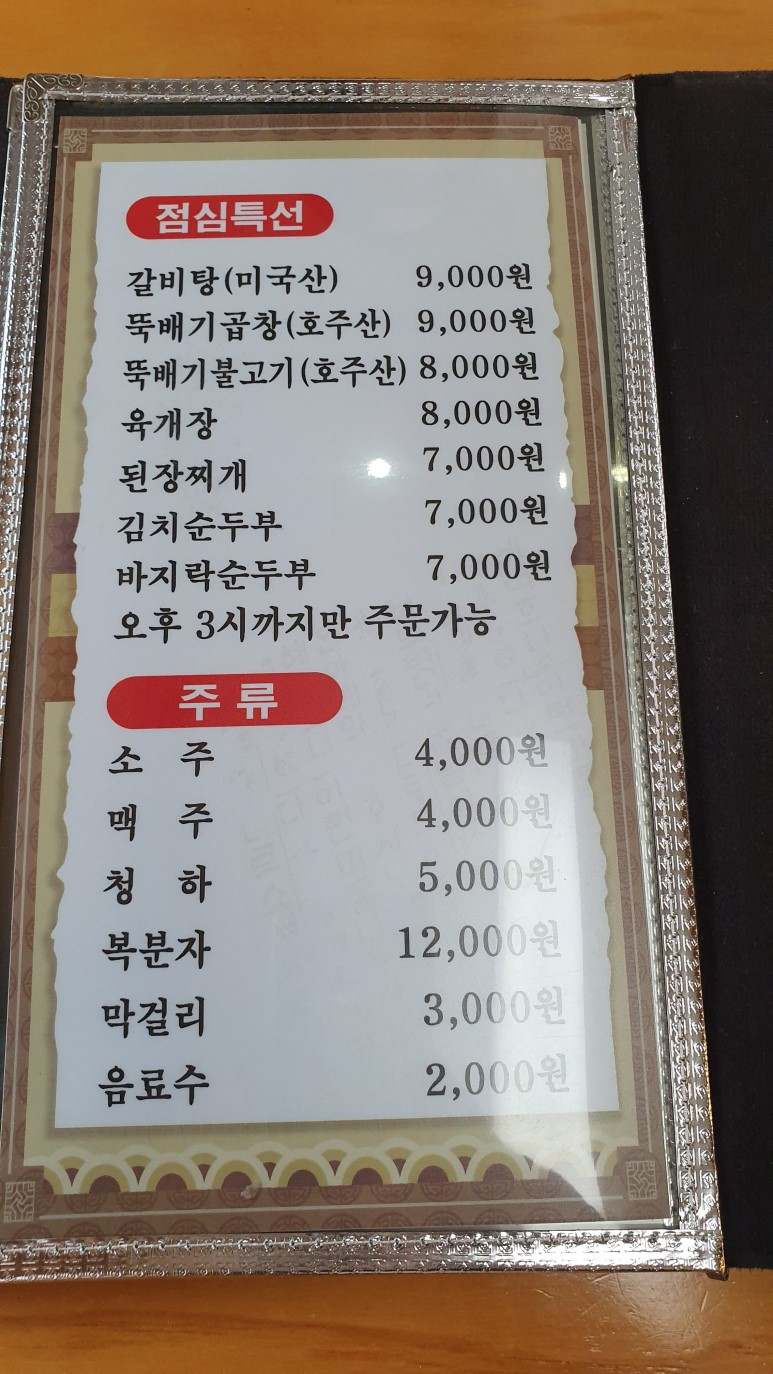 점심특선
갈비탕(미국산) 9,000원
뚝배기곱창(호주산) 9,000원
뚝배기불고기(호주산) 8,000원
육개장 8,000원
된장찌개 7,000원
김치순두부 7,000원
바지락순두부 7,000원
오후 3시까지만 주문가능
주 류
소 주 4,000원
맥 주 4,000원
청 하 5,000원
복분자 12,000원
막걸리 3,000원
음료수 2,000원